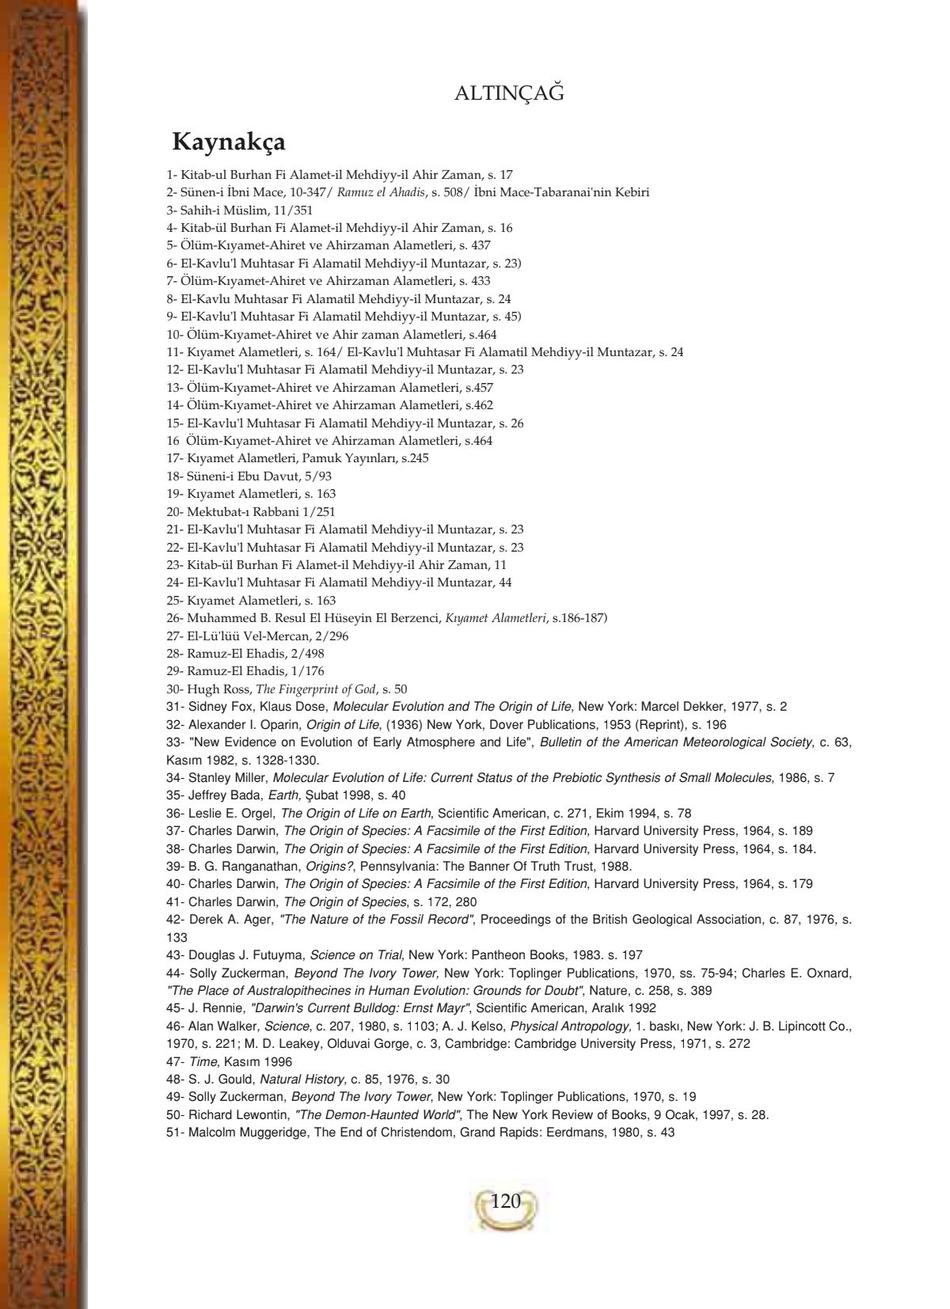 ALTINÇAĞ
Kaynakça
1- Kitab-ul Burhan Fi Alamet-il Mehdiyy-il Ahir Zaman, s. 17
2- Sünen-i İbni Mace, 10-347/ Ramuz el Ahadis, s. 508/ İbni Mace-Tabaranai'nin Kebiri
3- Sahih-i Müslim, 11/351
4- Kitab-ül Burhan Fi Alamet-il Mehdiyy-il Ahir Zaman, s. 16
5- Ölüm-Kıyamet-Ahiret ve Ahirzaman Alametleri, s. 437
6- El-Kavlu'l Muhtasar Fi Alamatil Mehdiyy-il Muntazar, s. 23)
7- Ölüm-Kıyamet-Ahiret ve Ahirzaman Alametleri, s. 433
8- El-Kavlu Muhtasar Fi Alamatil Mehdiyy-il Muntazar, s. 24
9- El-Kavlu'l Muhtasar Fi Alamatil Mehdiyy-il Muntazar, s. 45)
10- Ölüm-Kıyamet-Ahiret ve Ahir zaman Alametleri, s.464
11- Kıyamet Alametleri, s. 164/ El-Kavlu'l Muhtasar Fi Alamatil Mehdiyy-il Muntazar, s. 24
12- El-Kavlu'l Muhtasar Fi Alamatil Mehdiyy-il Muntazar, s. 23
13- Ölüm-Kıyamet-Ahiret ve Ahirzaman Alametleri, s.457
14- Ölüm-Kıyamet-Ahiret ve Ahirzaman Alametleri, s.462
15- El-Kavlu'l Muhtasar Fi Alamatil Mehdiyy-il Muntazar, s. 26
16 Ölüm-Kıyamet-Ahiret ve Ahirzaman Alametleri, s.464
17- Kıyamet Alametleri, Pamuk Yayınları, s.245
18- Süneni-i Ebu Davut, 5/93
19- Kıyamet Alametleri, s. 163
20- Mektubat-ı Rabbani 1/251
21- El-Kavlu'l Muhtasar Fi Alamatil Mehdiyy-il Muntazar, s. 23
22- El-Kavlu'l Muhtasar Fi Alamatil Mehdiyy-il Muntazar, s. 23
23- Kitab-ül Burhan Fi Alamet-il Mehdiyy-il Ahir Zaman, 11
24- El-Kavlu'l Muhtasar Fi Alamatil Mehdiyy-il Muntazar, 44
25- Kıyamet Alametleri, s. 163
26- Muhammed B. Resul El Hüseyin El Berzenci, Kıyamet Alametleri, s.186-187)
27- El-Lü'lüü Vel-Mercan, 2/296
28- Ramuz-El Ehadis, 2/498
29- Ramuz-El Ehadis, 1/176
30- Hugh Ross, The Fingerprint of God, s. 50
31- Sidney Fox, Klaus Dose, Molecular Evolution and The Origin of Life, New York: Marcel Dekker, 1977, s. 2
32- Alexander I. Oparin, Origin of Life, (1936) New York, Dover Publications, 1953 (Reprint), s. 196
33- "New Evidence on Evolution of Early Atmosphere and Life", Bulletin of the American Meteorological Society, c. 63,
Kasım 1982, s. 1328-1330.
34- Stanley Miller, Molecular Evolution of Life: Current Status of the Prebiotic Synthesis of Small Molecules, 1986, s. 7
35- Jeffrey Bada, Earth, Şubat 1998, s. 40
36- Leslie E. Orgel, The Origin of Life on Earth, Scientific American, c. 271, Ekim 1994, s. 78
37- Charles Darwin, The Origin of Species: A Facsimile of the First Edition, Harvard University Press, 1964, s. 189
38- Charles Darwin, The Origin of Species: A Facsimile of the First Edition, Harvard University Press, 1964, s. 184.
39- B. G. Ranganathan, Origins?, Pennsylvania: The Banner Of Truth Trust, 1988.
40- Charles Darwin, The Origin of Species: A Facsimile of the First Edition, Harvard University Press, 1964, s. 179
41- Charles Darwin, The Origin of Species, s. 172, 280
42- Derek A. Ager, "The Nature of the Fossil Record", Proceedings of the British Geological Association, c. 87, 1976, s.
133
43- Douglas J. Futuyma, Science on Trial, New York: Pantheon Books, 1983. s. 197
44- Solly Zuckerman, Beyond The Ivory Tower, New York: Toplinger Publications, 1970, ss. 75-94; Charles E. Oxnard,
"The Place of Australopithecines in Human Evolution: Grounds for Doubt", Nature, c. 258, s. 389
45- J. Rennie, "Darwin's Current Bulldog: Ernst Mayr", Scientific American, Aralık 1992
46- Alan Walker, Science, c. 207, 1980, s. 1103; A. J. Kelso, Physical Antropology, 1. baskı, New York: J. B. Lipincott Co.,
1970, s. 221; M. D. Leakey, Olduvai Gorge, c. 3, Cambridge: Cambridge University Press, 1971, s. 272
47- Time, Kasım 1996
48- S. J. Gould, Natural History, c. 85, 1976, s. 30
49- Solly Zuckerman, Beyond The Ivory Tower, New York: Toplinger Publications, 1970, s. 19
50- Richard Lewontin, "The Demon-Haunted World", The New York Review of Books, 9 Ocak, 1997, s. 28.
51- Malcolm Muggeridge, The End of Christendom, Grand Rapids: Eerdmans, 1980, s. 43
120